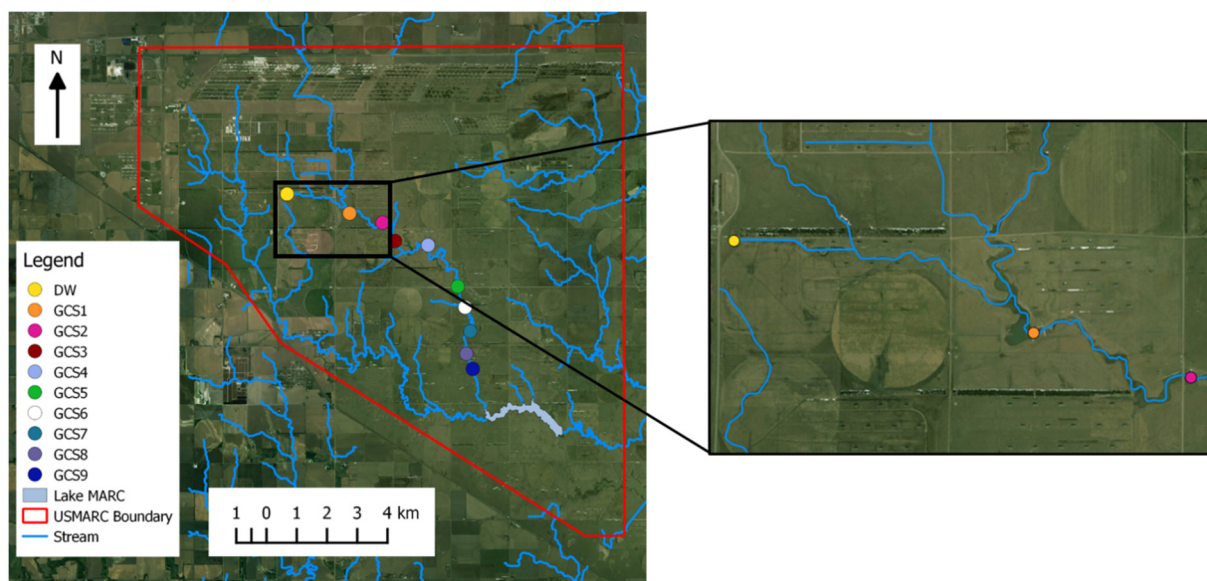 N
Legend
DW
GCS1
GCS2
GCS3
GCS4
GCS5
GCS6
GCS7
GCS8
GCS9
Lake MARC
USMARC Boundary
Stream
1 0 1 2 3 4 km